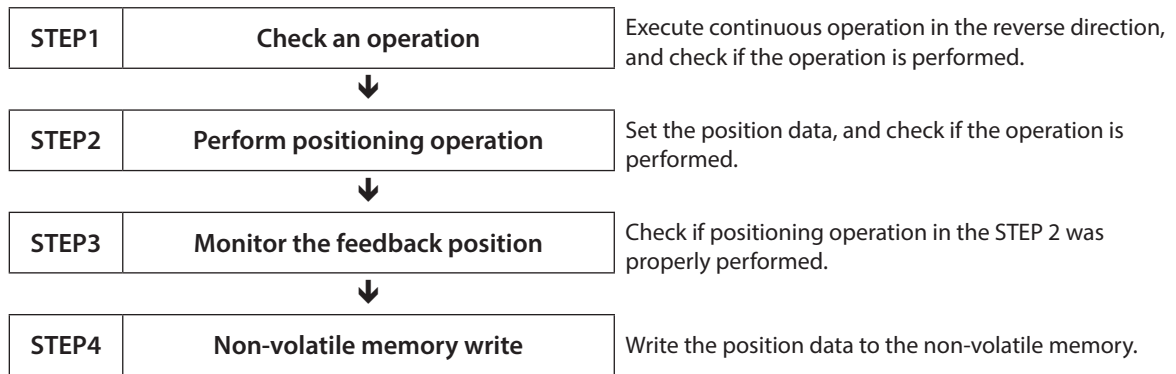 STEP1 Check an operation
Execute continuous operation in the reverse direction,
and check if the operation is performed.
STEP2 Perform positioning operation
Set the position data, and check if the operation is
performed.
STEP3 Monitor the feedback position
Check if positioning operation in the STEP 2 was
properly performed.
STEP4 Non-volatile memory write
Write the position data to the non-volatile memory.